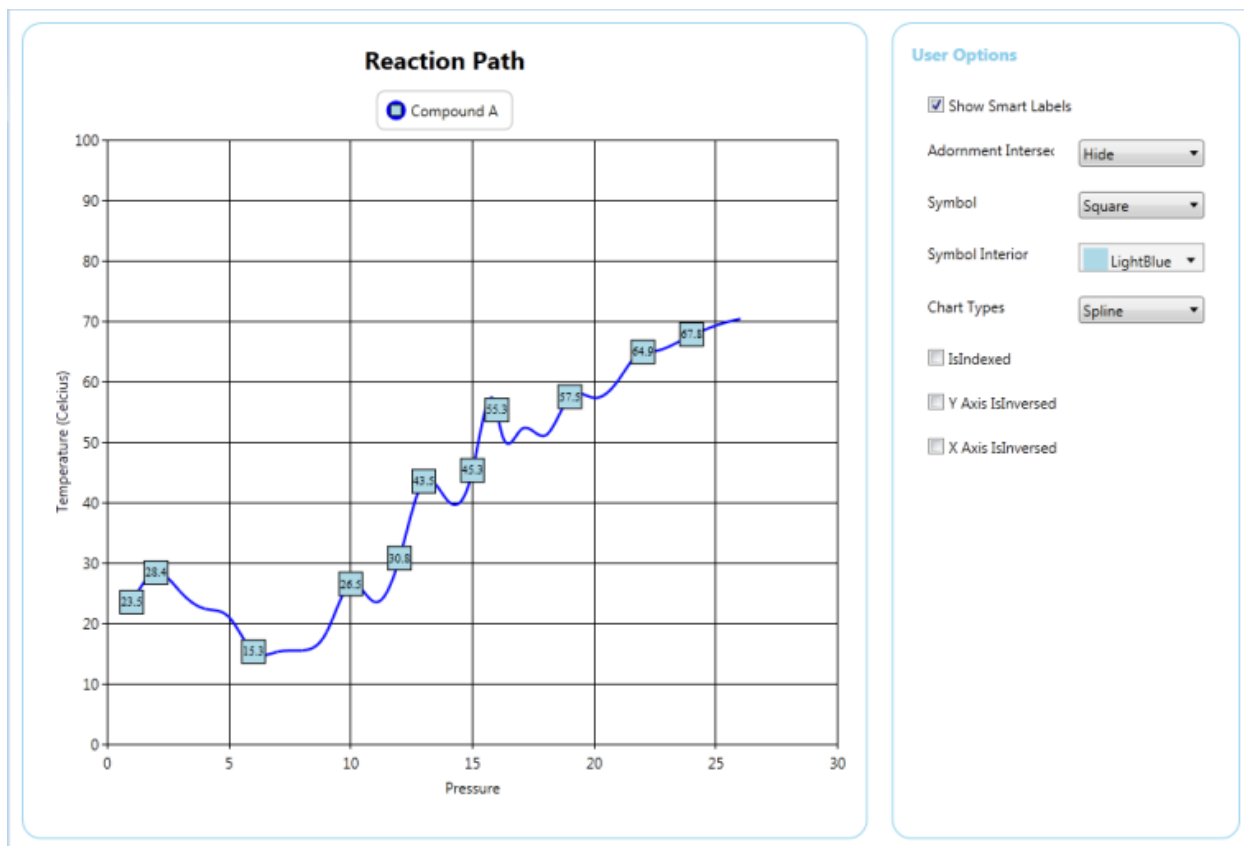 Reaction Path
Compound A
100
90
80
70
60
50
40
30
20
10
0
Temperature (Celcius)
23.5
28.4
15.3
26.5
30.8
43.5
45.3
55.3
57.5
64.9
67.8
0 5 10 15 20 25 30
Pressure
User Options
Show Smart Labels
Adornment Intersec Hide
Symbol Square
Symbol Interior LightBlue
Chart Types Spline
IsIndexed
Y Axis IsInversed
X Axis IsInversed